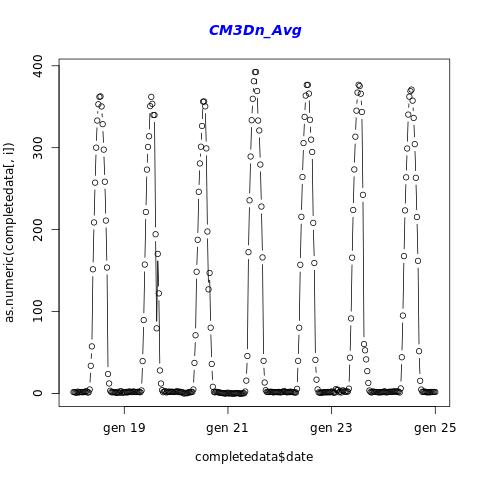 CM3Dn_Avg
as.numeric(completedata[, i])
400
300
200
100
0
gen 19
gen 21
gen 23
gen 25
completedata$date